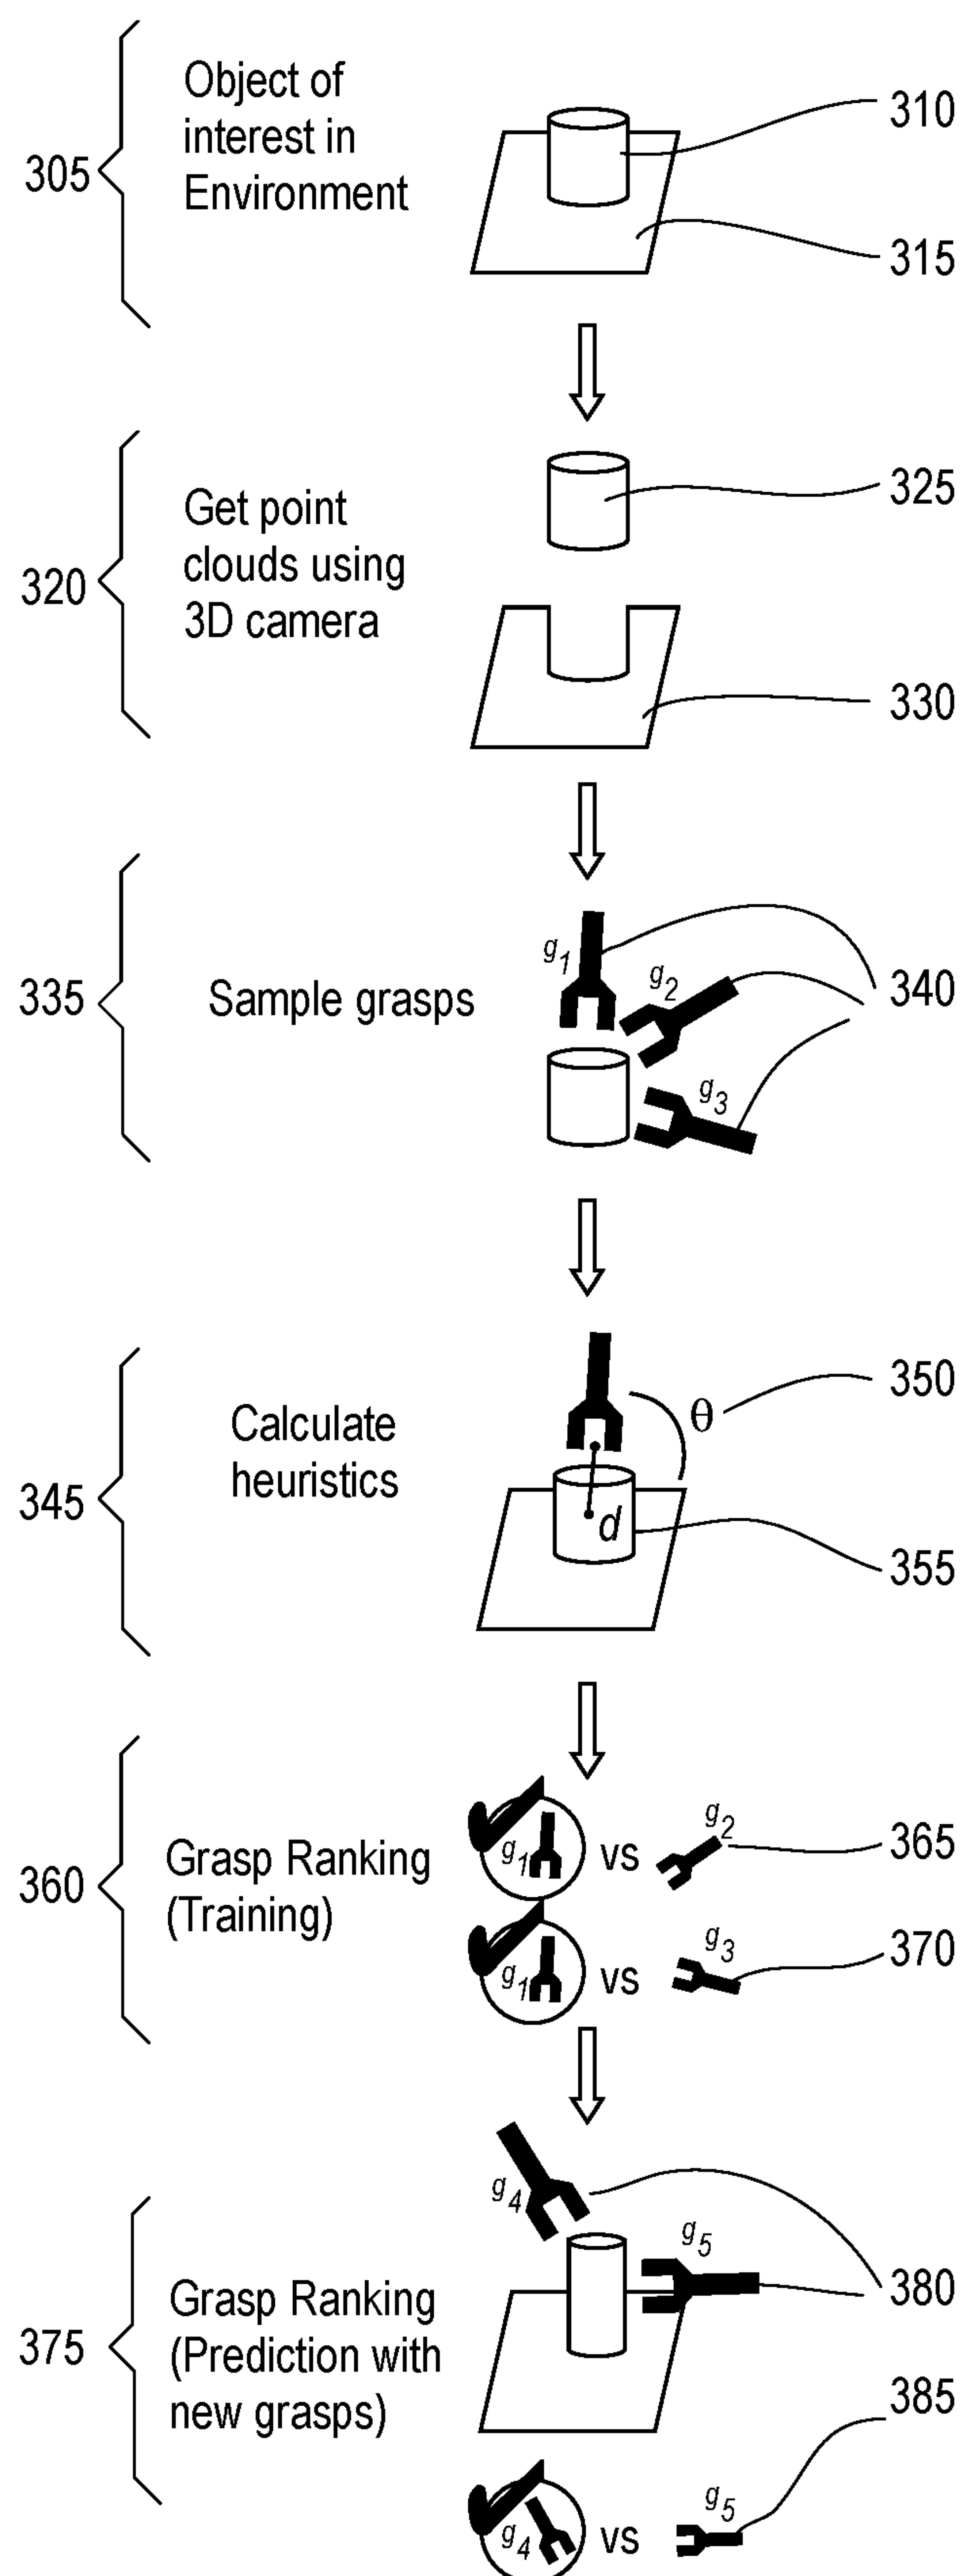 305
Object of
interest in
Environment
310
315
320
Get point
clouds using
3D camera
325
330
335
Sample grasps
g1
g2
g3
340
345
Calculate
heuristics
θ
d
350
355
360
Grasp Ranking
(Training)
g1 vs g2
365
g1 vs g3
370
375
Grasp Ranking
(Prediction with
new grasps)
g4
g5
380
385
g4 vs g5